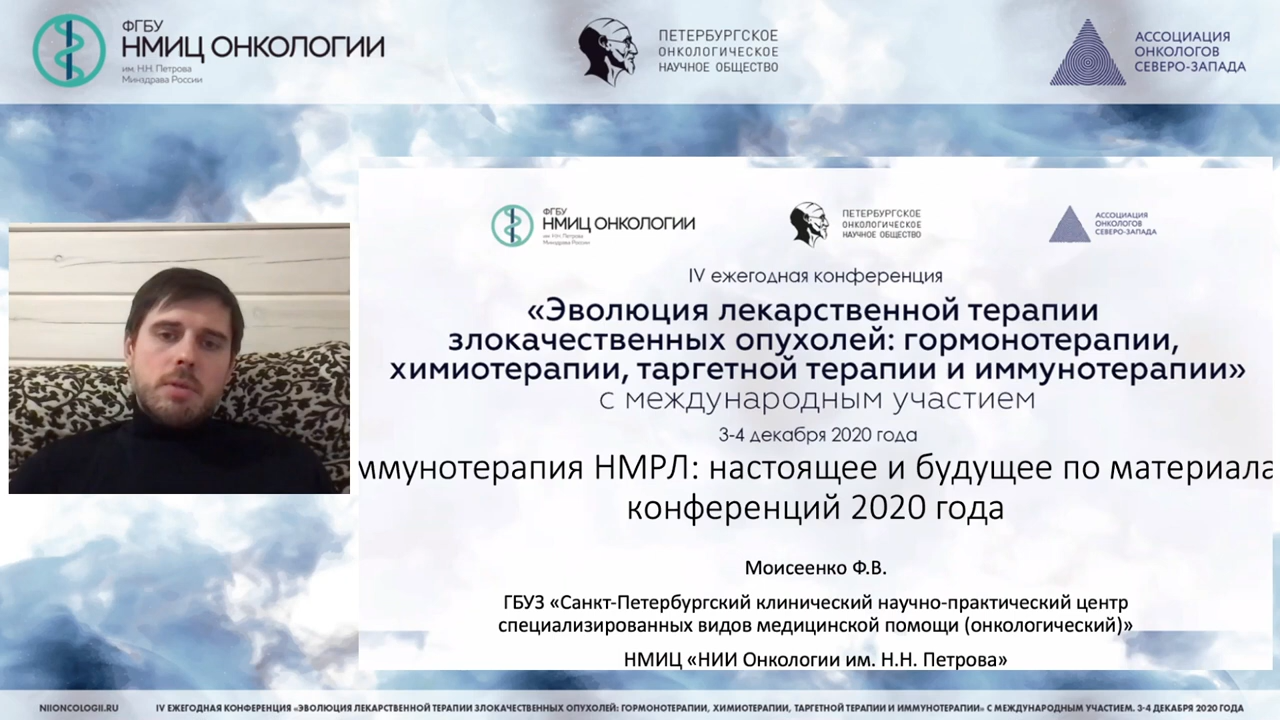 ФГБУ
НМИЦ ОНКОЛОГИИ
им. Н.Н. Петрова
Минздрава России
ПЕТЕРБУРГСКОЕ
ОНКОЛОГИЧЕСКОЕ
НАУЧНОЕ ОБЩЕСТВО
АССОЦИАЦИЯ
ОНКОЛОГОВ
СЕВЕРО-ЗАПАДА
ФГБУ
НМИЦ ОНКОЛОГИИ
им. Н.Н. Петрова
Минздрава России
ПЕТЕРБУРГСКОЕ
ОНКОЛОГИЧЕСКОЕ
НАУЧНОЕ ОБЩЕСТВО
АССОЦИАЦИЯ
ОНКОЛОГОВ
СЕВЕРО-ЗАПАДА
IV ежегодная конференция
«Эволюция лекарственной терапии
злокачественных опухолей: гормонотерапии,
химиотерапии, таргетной терапии и иммунотерапии»
с международным участием
3-4 декабря 2020 года
ммунотерапия НМРЛ: настоящее и будущее по материала
конференций 2020 года
Моисеенко Ф.В.
ГБУЗ «Санкт-Петербургский клинический научно-практический центр
специализированных видов медицинской помощи (онкологический)»
НМИЦ «НИИ Онкологии им. Н.Н. Петрова»
NIIONCOLOGII.RU
IV ЕЖЕГОДНАЯ КОНФЕРЕНЦИЯ «ЭВОЛЮЦИЯ ЛЕКАРСТВЕННОЙ ТЕРАПИИ ЗЛОКАЧЕСТВЕННЫХ ОПУХОЛЕЙ: ГОРМОНОТЕРАПИИ, ХИМИОТЕРАПИИ, ТАРГЕТНОЙ ТЕРАПИИ И ИММУНОТЕРАПИИ» С МЕЖДУНАРОДНЫМ УЧАСТИЕМ. 3-4 ДЕКАБРЯ 2020 ГОДА